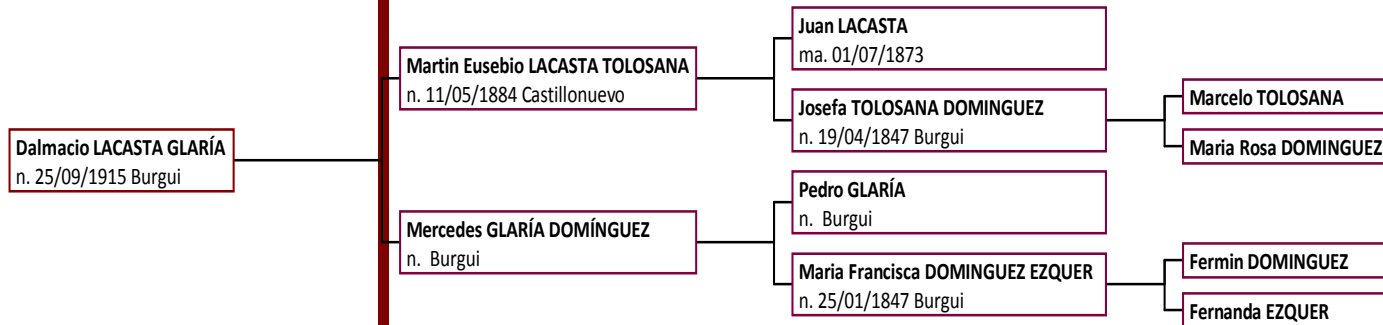 Dalmacio LACASTA GLARÍA
n. 25/09/1915 Burgui
Martin Eusebio LACASTA TOLOSANA
n. 11/05/1884 Castillonuevo
Mercedes GLARÍA DOMÍNGUEZ
n.  Burgui
Juan LACASTA
ma. 01/07/1873
Josefa TOLOSANA DOMINGUEZ
n. 19/04/1847 Burgui
Pedro GLARÍA
n.  Burgui
Maria Francisca DOMINGUEZ EZQUER
n. 25/01/1847 Burgui
Marcelo TOLOSANA
Maria Rosa DOMINGUEZ
Fermin DOMINGUEZ
Fernanda EZQUER